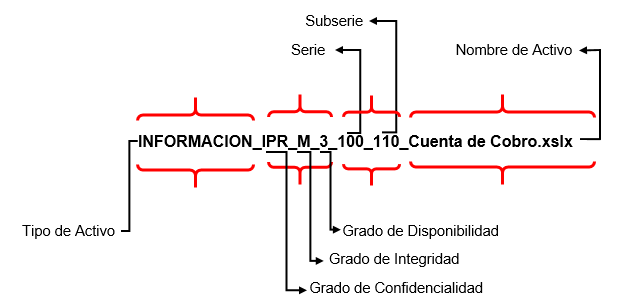 Subserie
Serie
Nombre de Activo
INFORMACION_IPR_M_3_100_110_Cuenta de Cobro.xslx
Tipo de Activo
Grado de Disponibilidad
Grado de Integridad
Grado de Confidencialidad